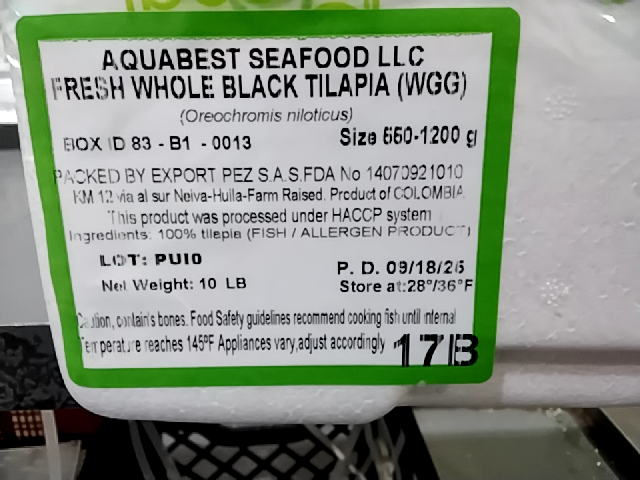 AQUABEST SEAFOOD LLC
FRESH WHOLE BLACK TILAPIA (WGG)
(Oreochromis niloticus)
BOX ID 83 - B1 - 0013 Size 550-1200 g
PACKED BY EXPORT PEZ S.A.S.FDA No 14070921010
KM 12 via al sur Neiva-Huila-Farm Raised. Product of COLOMBIA
This product was processed under HACCP system
Ingredients: 100% tilapia (FISH / ALLERGEN PRODUCT)
LOT: PUI0 P. D. 09/18/25
Net Weight: 10 LB Store at:28°/36°F
Caution, contains bones. Food Safety guidelines recommend cooking fish until internal
Temperature reaches 145ºF Appliances vary,adjust accordingly 17B